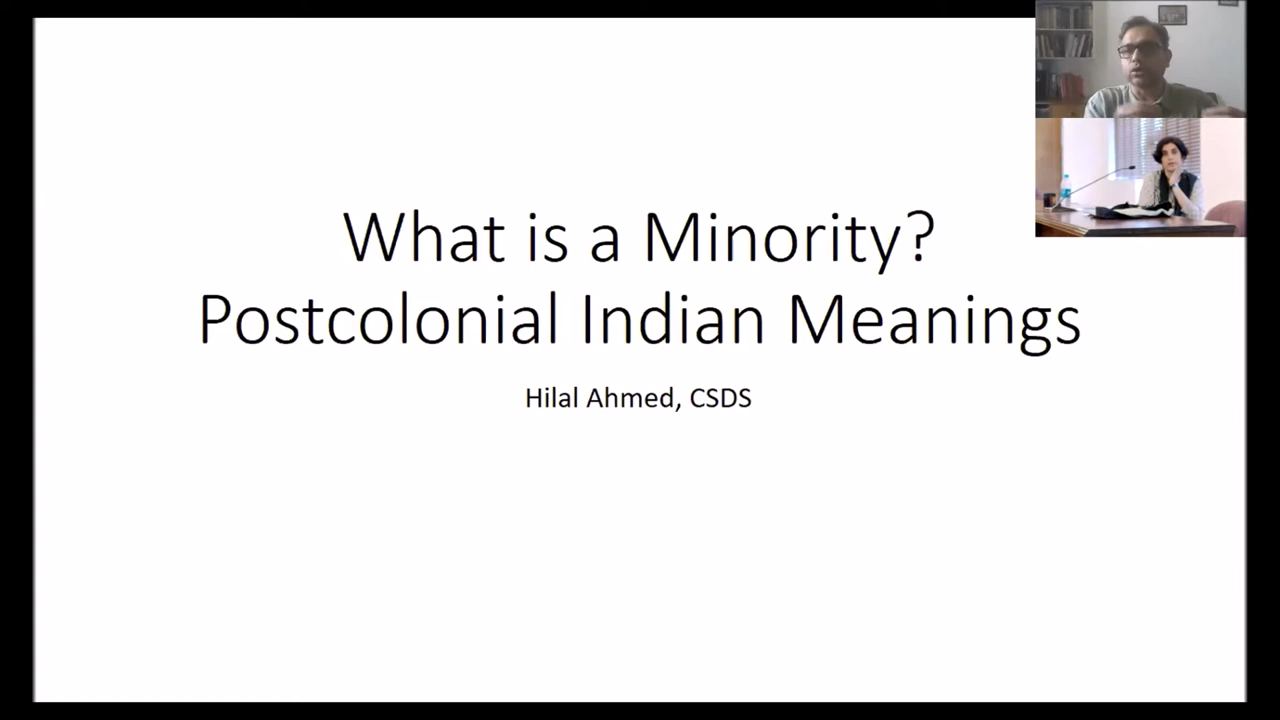 What is a Minority?
Postcolonial Indian Meanings
Hilal Ahmed, CSDS